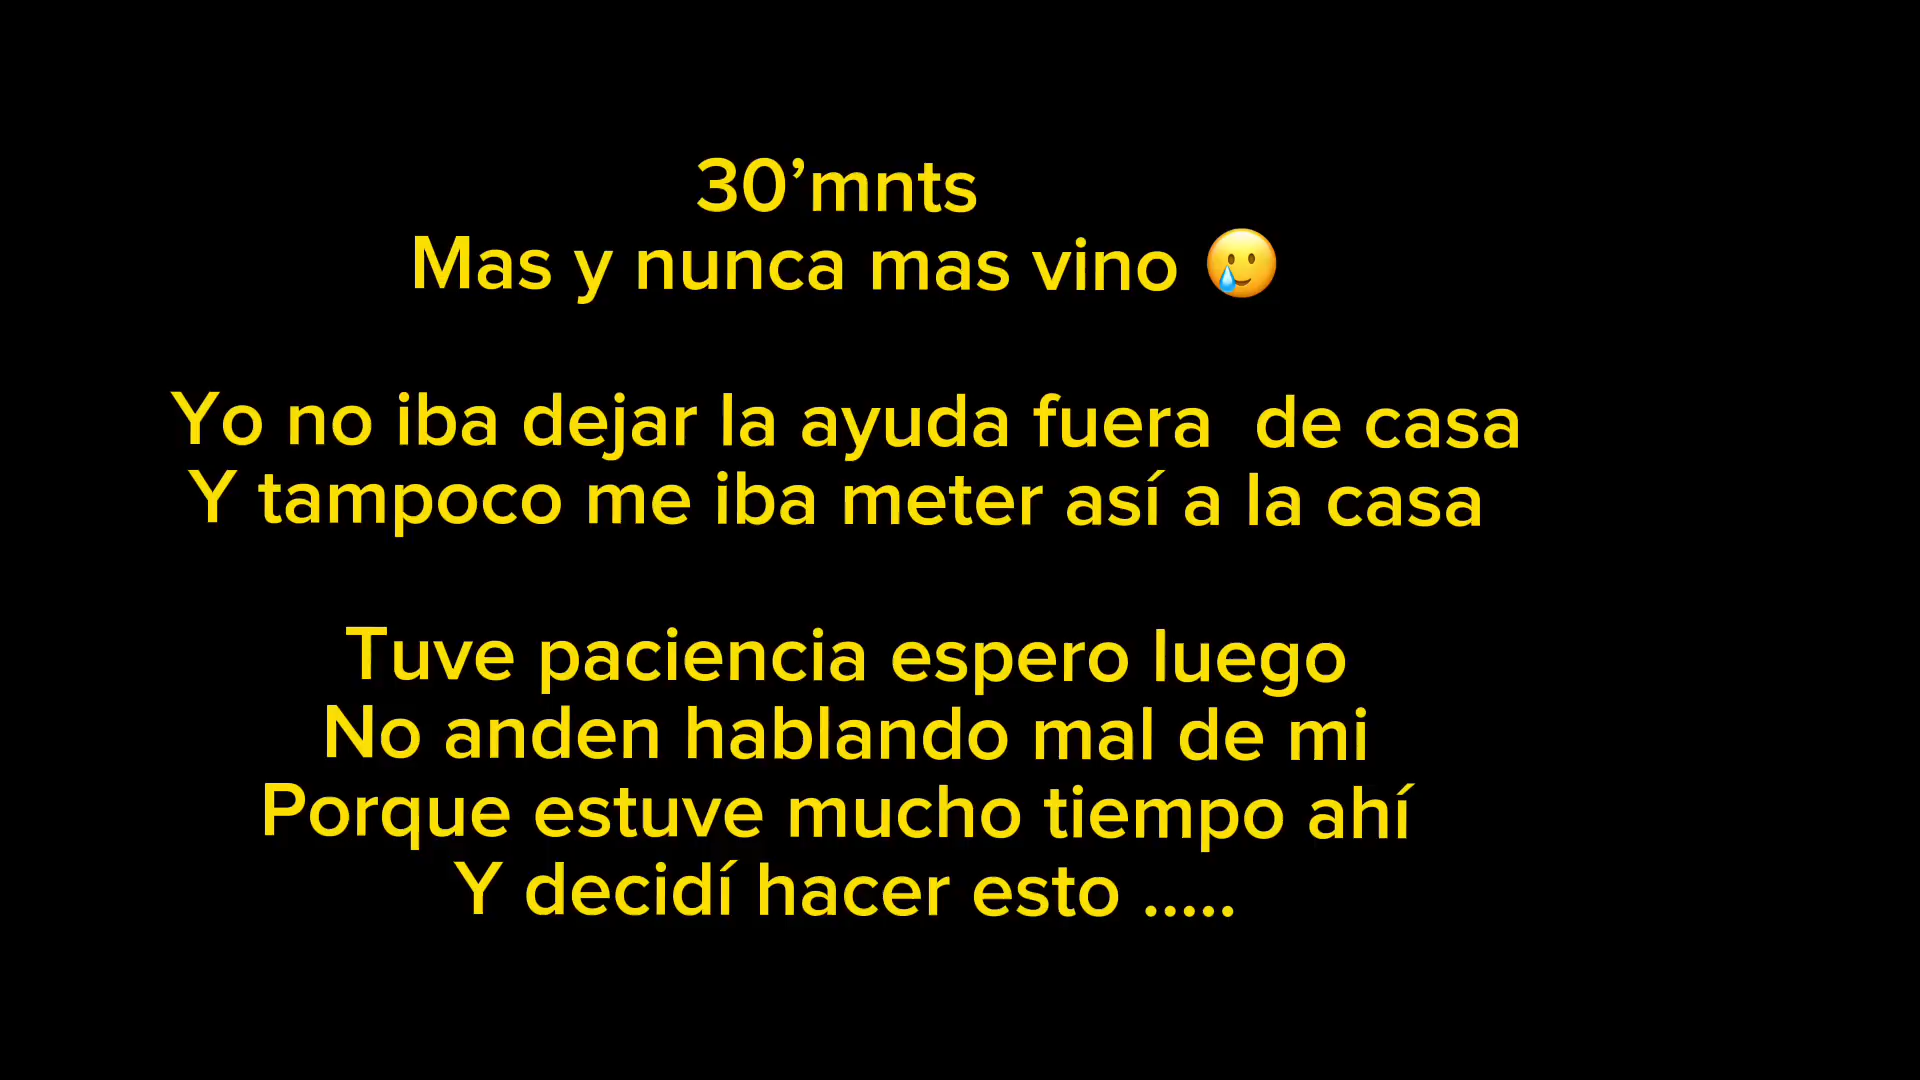 30’mnts
Mas y nunca mas vino 🥲
Yo no iba dejar la ayuda fuera  de casa
Y tampoco me iba meter así a la casa
Tuve paciencia espero luego
No anden hablando mal de mi
Porque estuve mucho tiempo ahí
Y decidí hacer esto .....